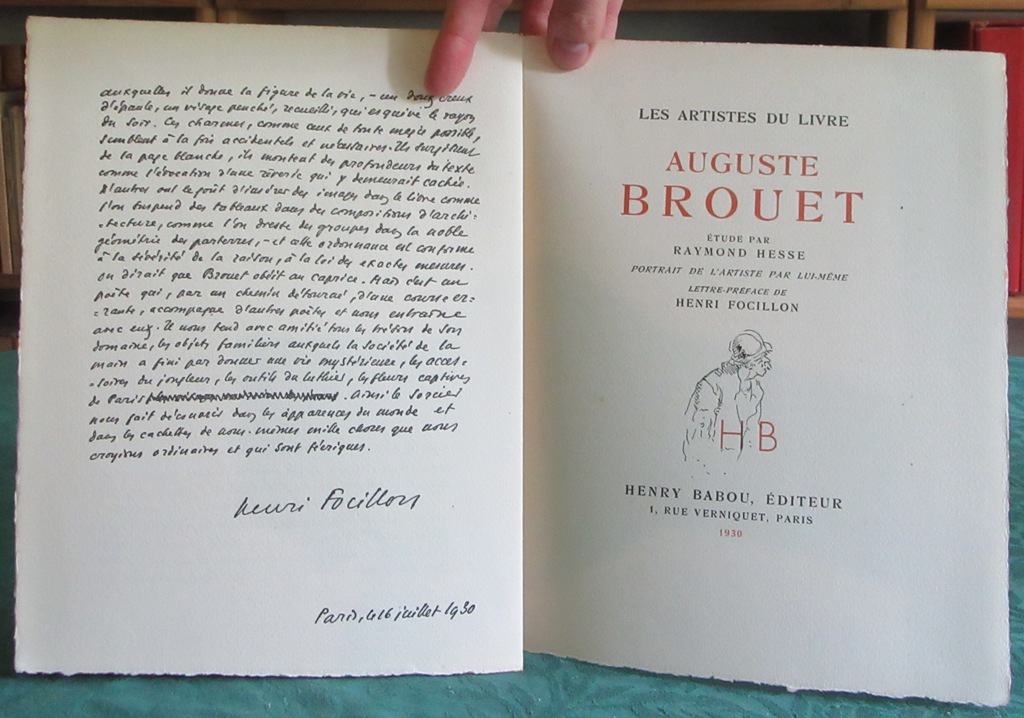 auxquelles il donne la figure de la vie, – un doux creux
d'épaule, un visage penché, recueilli, qui esquive le rayon
du soir. Ces charmes, comme ceux de toute magie possible,
semblent à la fois accidentels et nécessaires. Ils surgissent
de la page blanche, ils montent des profondeurs du texte
comme l'évocation d'une rêverie qui y demeurait cachée.
D'autres ont le goût d'insérer des images dans le livre comme
l'on suspend des tableaux dans des compositions d'archi-
-tecture, comme l'on dresse des groupes dans la noble
géométrie des parterres, – et cette ordonnance est conforme
à la sévérité de la raison, à la loi des exactes mesures.
On dirait que Brouet obéit au caprice. Mais c'est un
poète qui, par un chemin détourné, d'une course er-
-rante, accompagne d'autres poètes et nous entraîne
avec eux. Il nous tend avec amitié tous les trésors de son
domaine, les objets familiers auxquels la société de la
main a fini par donner une vie mystérieuse, les acces-
-soires du jongleur, les outils du luthier, les fleurs captives
de Paris. Ainsi le sorcier
nous fait découvrir dans les apparences du monde et
dans les cachettes de nous-mêmes mille choses que nous
croyions ordinaires et qui sont féeriques.
Henri Focillon
Paris, le 16 juillet 1930
LES ARTISTES DU LIVRE
AUGUSTE
BROUET
ÉTUDE PAR
RAYMOND HESSE
PORTRAIT DE L'ARTISTE PAR LUI-MÊME
LETTRE-PRÉFACE DE
HENRI FOCILLON
H B
HENRY BABOU, ÉDITEUR
1, RUE VERNIQUET, PARIS
1930